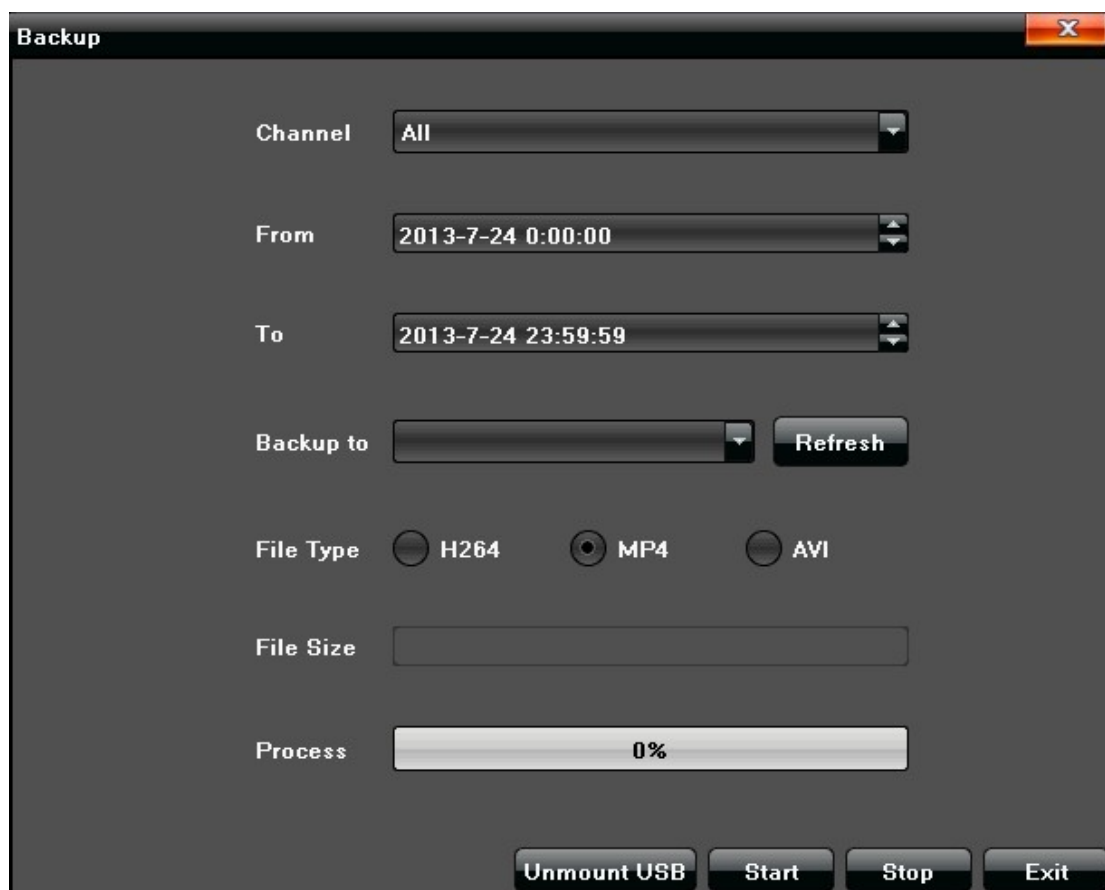 Backup
X
Channel All
From 2013-7-24 0:00:00
To 2013-7-24 23:59:59
Backup to Refresh
File Type H264 MP4 AVI
File Size
Process 0%
Unmount USB Start Stop Exit